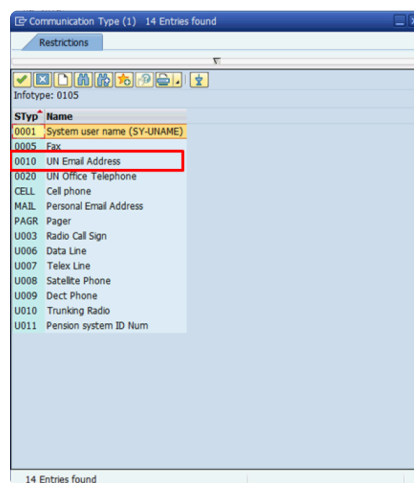 Communication Type (1) 14 Entries found
Restrictions
Infotype: 0105
STyp Name
0001 System user name (SY-UNAME)
0005 Fax
0010 UN Email Address
0020 UN Office Telephone
CELL Cell phone
MAIL Personal Email Address
PAGR Pager
U003 Radio Call Sign
U006 Data Line
U007 Telex Line
U008 Satellite Phone
U009 Dect Phone
U010 Trunking Radio
U011 Pension system ID Num
14 Entries found